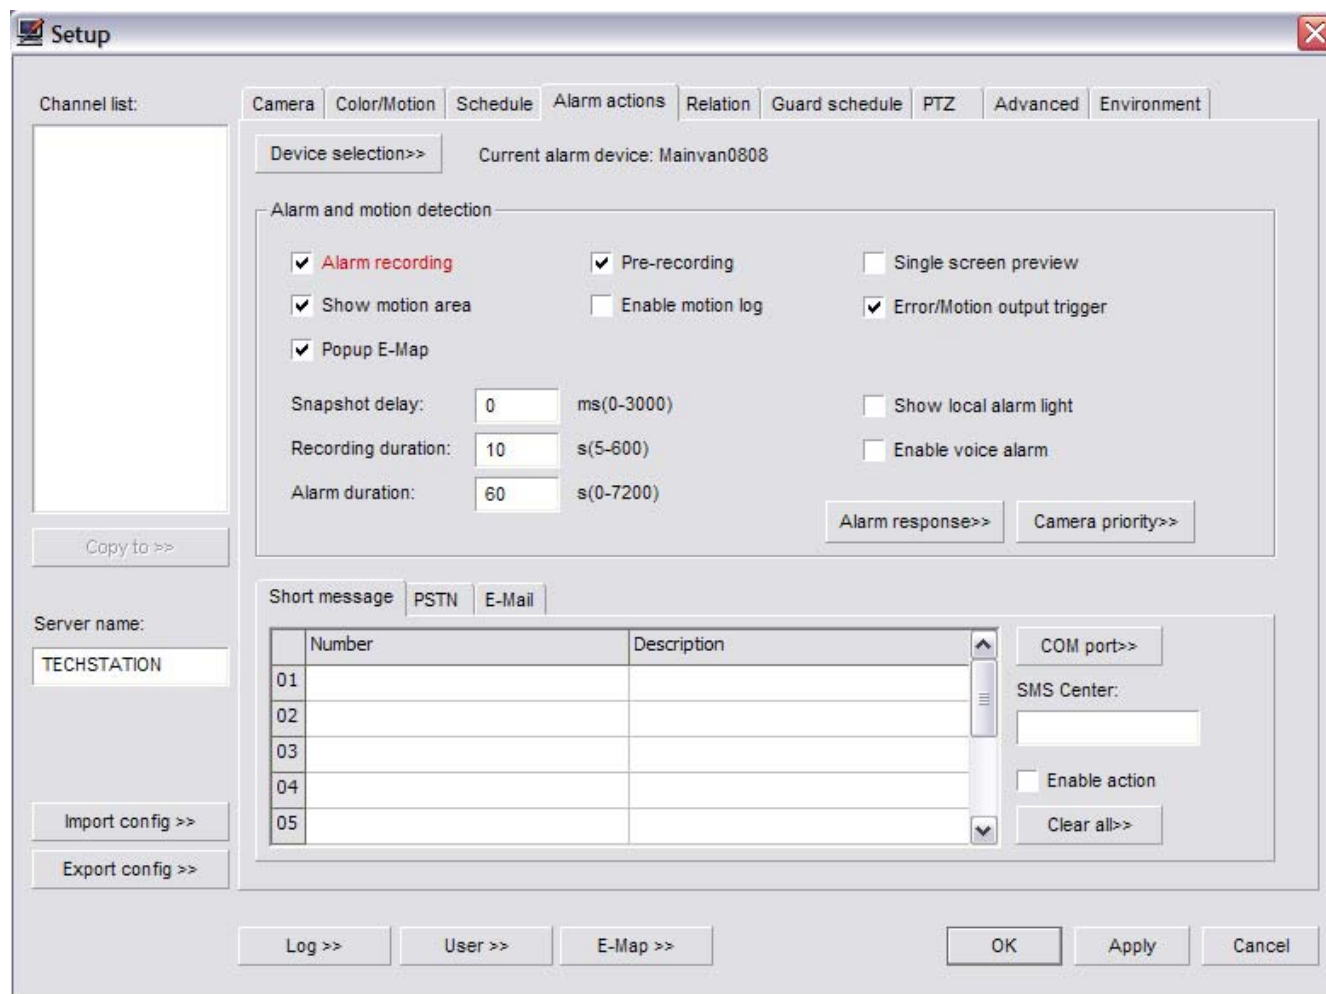 Setup
Channel list:
Camera Color/Motion Schedule Alarm actions Relation Guard schedule PTZ Advanced Environment
Device selection>> Current alarm device: Mainvan0808
Alarm and motion detection
Alarm recording Pre-recording Single screen preview
Show motion area Enable motion log Error/Motion output trigger
Popup E-Map
Snapshot delay: 0 ms(0-3000) Show local alarm light
Recording duration: 10 s(5-600) Enable voice alarm
Alarm duration: 60 s(0-7200)
Alarm response>> Camera priority>>
Copy to >>
Short message PSTN E-Mail
Server name:
TECHSTATION
Number Description
COM port>>
01
SMS Center:
02
03
04
Enable action
05
Clear all>>
Import config >>
Export config >>
Log >> User >> E-Map >> OK Apply Cancel